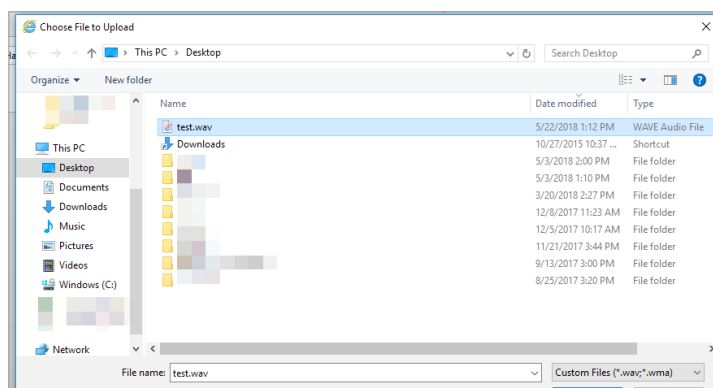 Choose File to Upload
Ha
This PC > Desktop
Search Desktop
Organize
New folder
Name
Date modified
Type
test.wav
5/22/2018 1:12 PM
WAVE Audio File
Downloads
10/27/2015 10:37 ...
Shortcut
5/3/2018 2:00 PM
File folder
5/3/2018 1:10 PM
File folder
3/20/2018 2:27 PM
File folder
12/8/2017 11:23 AM
File folder
12/5/2017 10:17 AM
File folder
11/21/2017 3:44 PM
File folder
9/13/2017 3:00 PM
File folder
8/25/2017 3:20 PM
File folder
This PC
Desktop
Documents
Downloads
Music
Pictures
Videos
Windows (C:)
Network
File name:
test.wav
Custom Files (*.wav;*.wma)